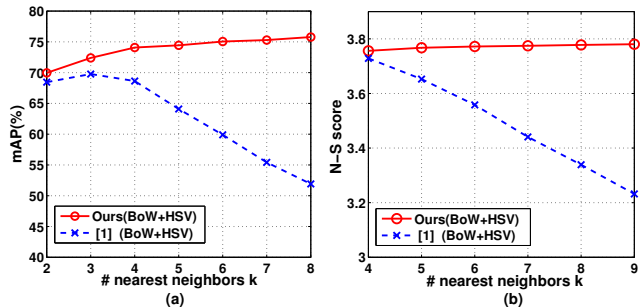 mAP(%)
80
75
70
65
60
55
50
45
40
Ours(BoW+HSV)
[1] (BoW+HSV)
2 3 4 5 6 7 8
# nearest neighbors k
(a)
N-S score
4
3.8
3.6
3.4
3.2
3
Ours(BoW+HSV)
[1] (BoW+HSV)
4 5 6 7 8 9
# nearest neighbors k
(b)